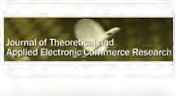 Journal of Theoretical and
Applied Electronic Commerce Research